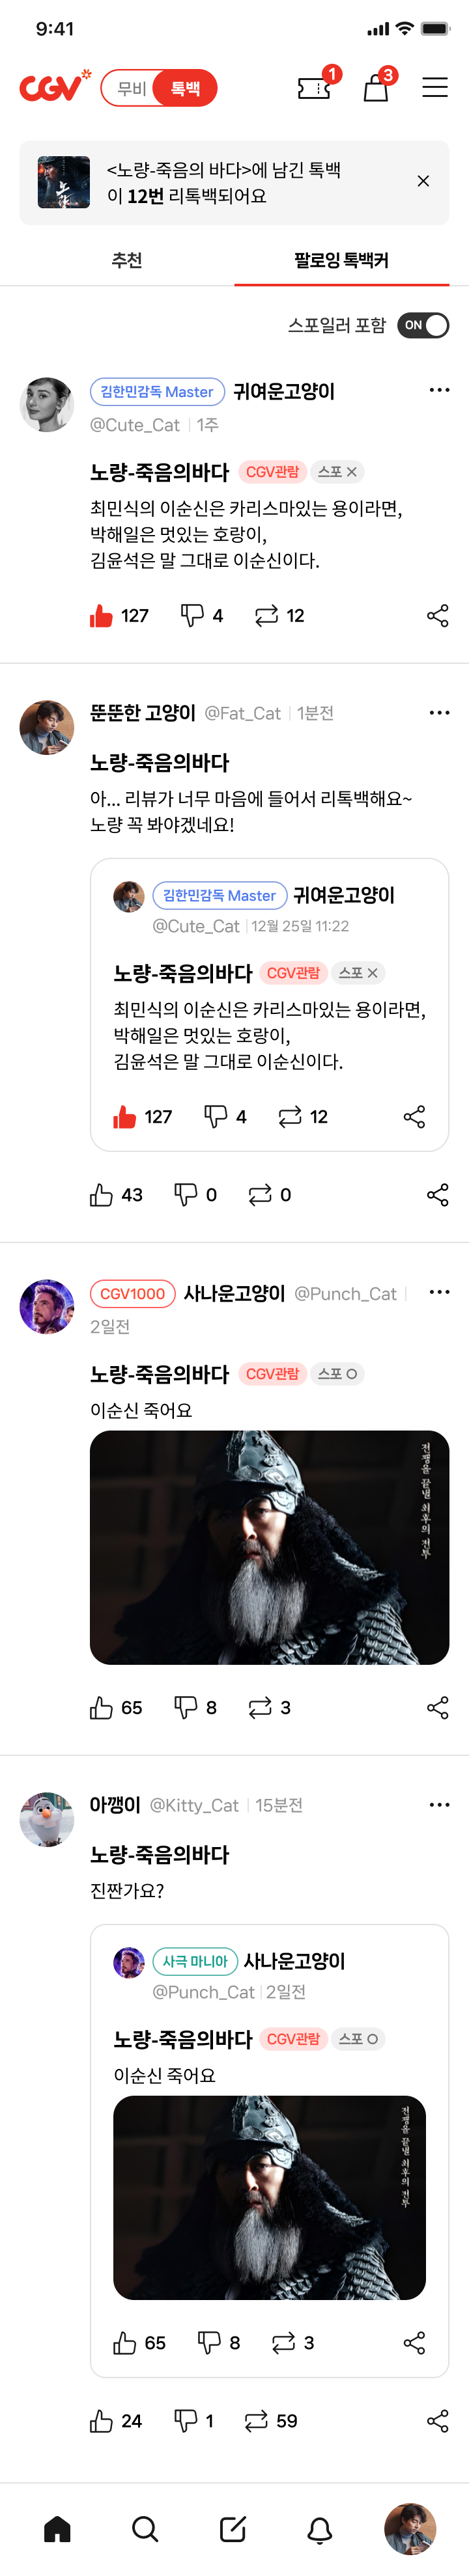 9:41
CGV 무비 톡백 1 3
<노량-죽음의 바다>에 남긴 톡백
이 12번 리톡백되어요
추천 팔로잉 톡백커
스포일러 포함 ON
김한민감독 Master 귀여운고양이
@Cute_Cat 1주
노량-죽음의바다 CGV관람 스포 X
최민식의 이순신은 카리스마있는 용이라면,
박해일은 멋있는 호랑이,
김윤석은 말 그대로 이순신이다.
127 4 12
뚠뚠한 고양이 @Fat_Cat 1분전
노량-죽음의바다
아... 리뷰가 너무 마음에 들어서 리톡백해요~
노량 꼭 봐야겠네요!
김한민감독 Master 귀여운고양이
@Cute_Cat 12월 25일 11:22
노량-죽음의바다 CGV관람 스포 X
최민식의 이순신은 카리스마있는 용이라면,
박해일은 멋있는 호랑이,
김윤석은 말 그대로 이순신이다.
127 4 12
43 0 0
CGV1000 사나운고양이 @Punch_Cat
2일전
노량-죽음의바다 CGV관람 스포 O
이순신 죽어요
전쟁을 끝낼 최후의 전투
65 8 3
아깽이 @Kitty_Cat 15분전
노량-죽음의바다
진짠가요?
사극 마니아 사나운고양이
@Punch_Cat 2일전
노량-죽음의바다 CGV관람 스포 O
이순신 죽어요
전쟁을 끝낼 최후의 전투
65 8 3
24 1 59